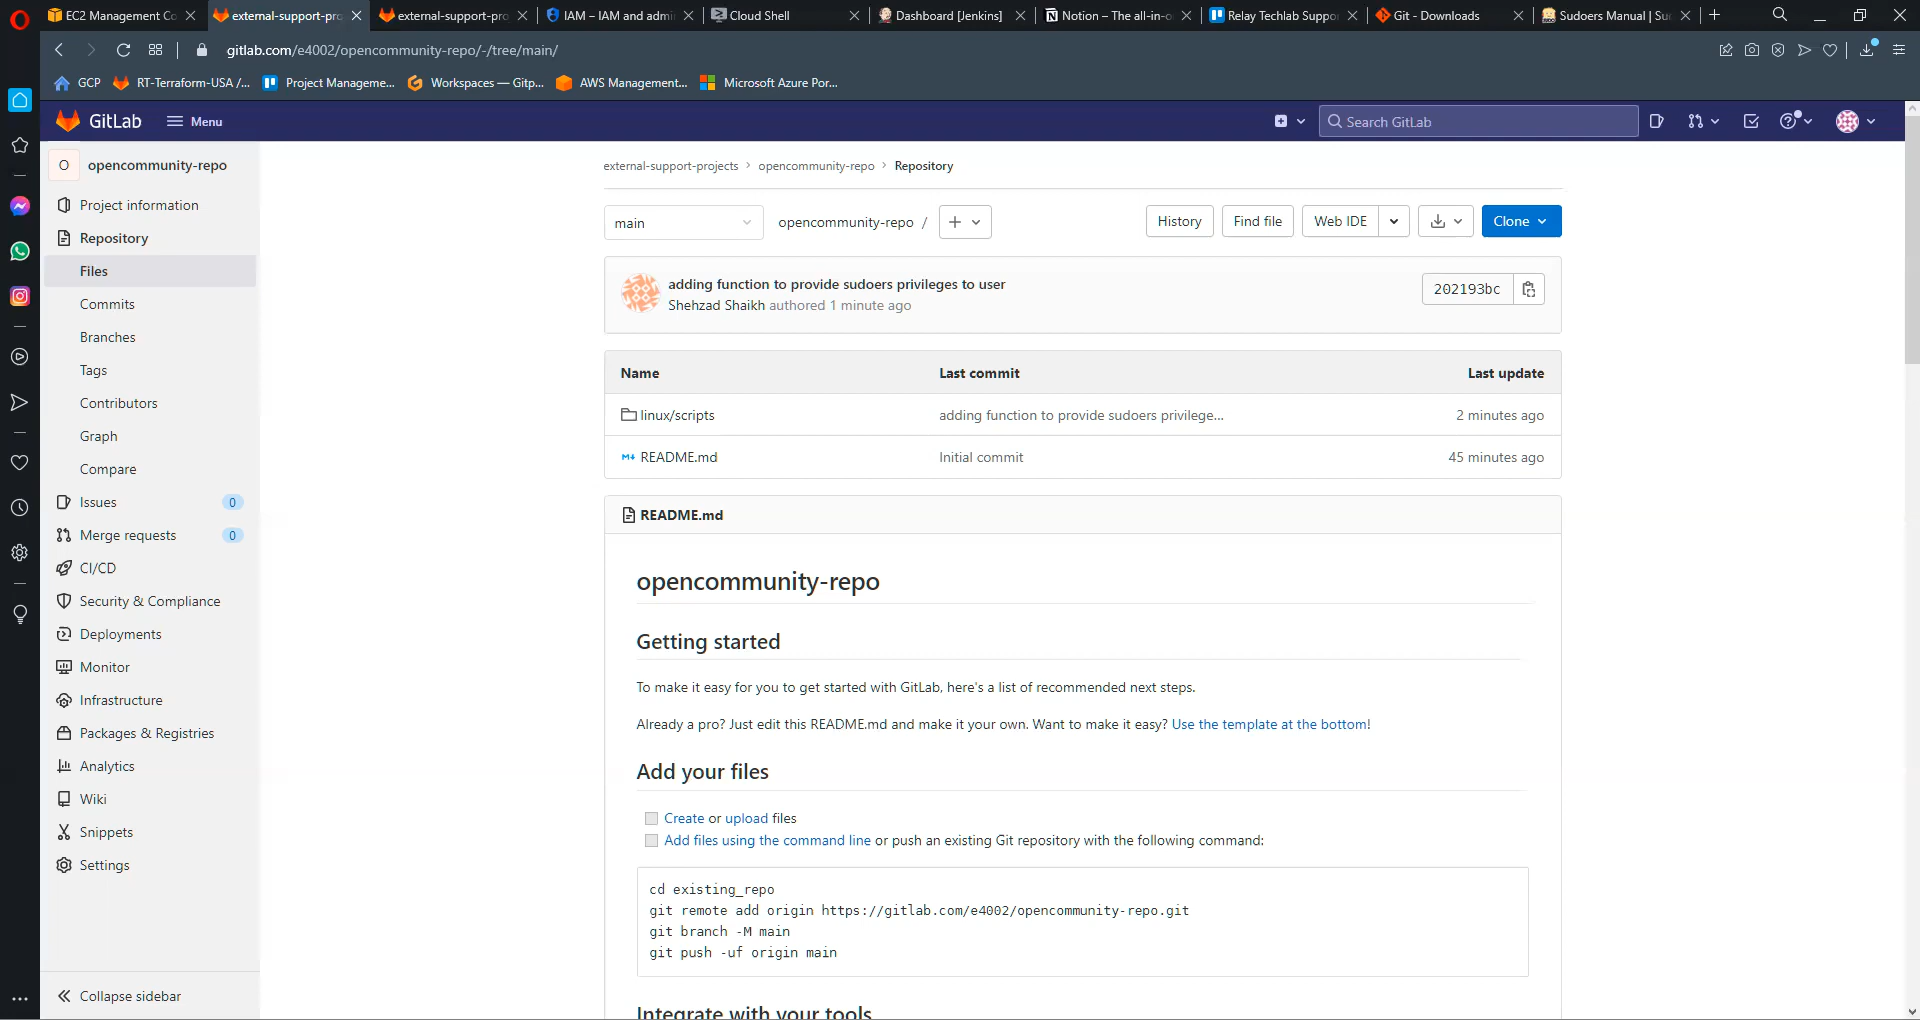 EC2 Management Co
external-support-pro
external-support-pro
IAM – IAM and admin
Cloud Shell
Dashboard [Jenkins]
Notion – The all-in-o
Relay Techlab Suppo
Git - Downloads
Sudoers Manual | Su
gitlab.com/e4002/opencommunity-repo/-/tree/main/
GCP
RT-Terraform-USA /...
Project Manageme...
Workspaces — Gitp...
AWS Management...
Microsoft Azure Por...
GitLab
Menu
Search GitLab
O
opencommunity-repo
Project information
Repository
Files
Commits
Branches
Tags
Contributors
Graph
Compare
Issues 0
Merge requests 0
CI/CD
Security & Compliance
Deployments
Monitor
Infrastructure
Packages & Registries
Analytics
Wiki
Snippets
Settings
Collapse sidebar
external-support-projects › opencommunity-repo › Repository
main
opencommunity-repo / +
History
Find file
Web IDE
Clone
adding function to provide sudoers privileges to user
Shehzad Shaikh authored 1 minute ago
202193bc
Name Last commit Last update
linux/scripts adding function to provide sudoers privilege... 2 minutes ago
M↓ README.md Initial commit 45 minutes ago
README.md
opencommunity-repo
Getting started
To make it easy for you to get started with GitLab, here's a list of recommended next steps.
Already a pro? Just edit this README.md and make it your own. Want to make it easy? Use the template at the bottom!
Add your files
Create or upload files
Add files using the command line or push an existing Git repository with the following command:
cd existing_repo
git remote add origin https://gitlab.com/e4002/opencommunity-repo.git
git branch -M main
git push -uf origin main
Integrate with your tools